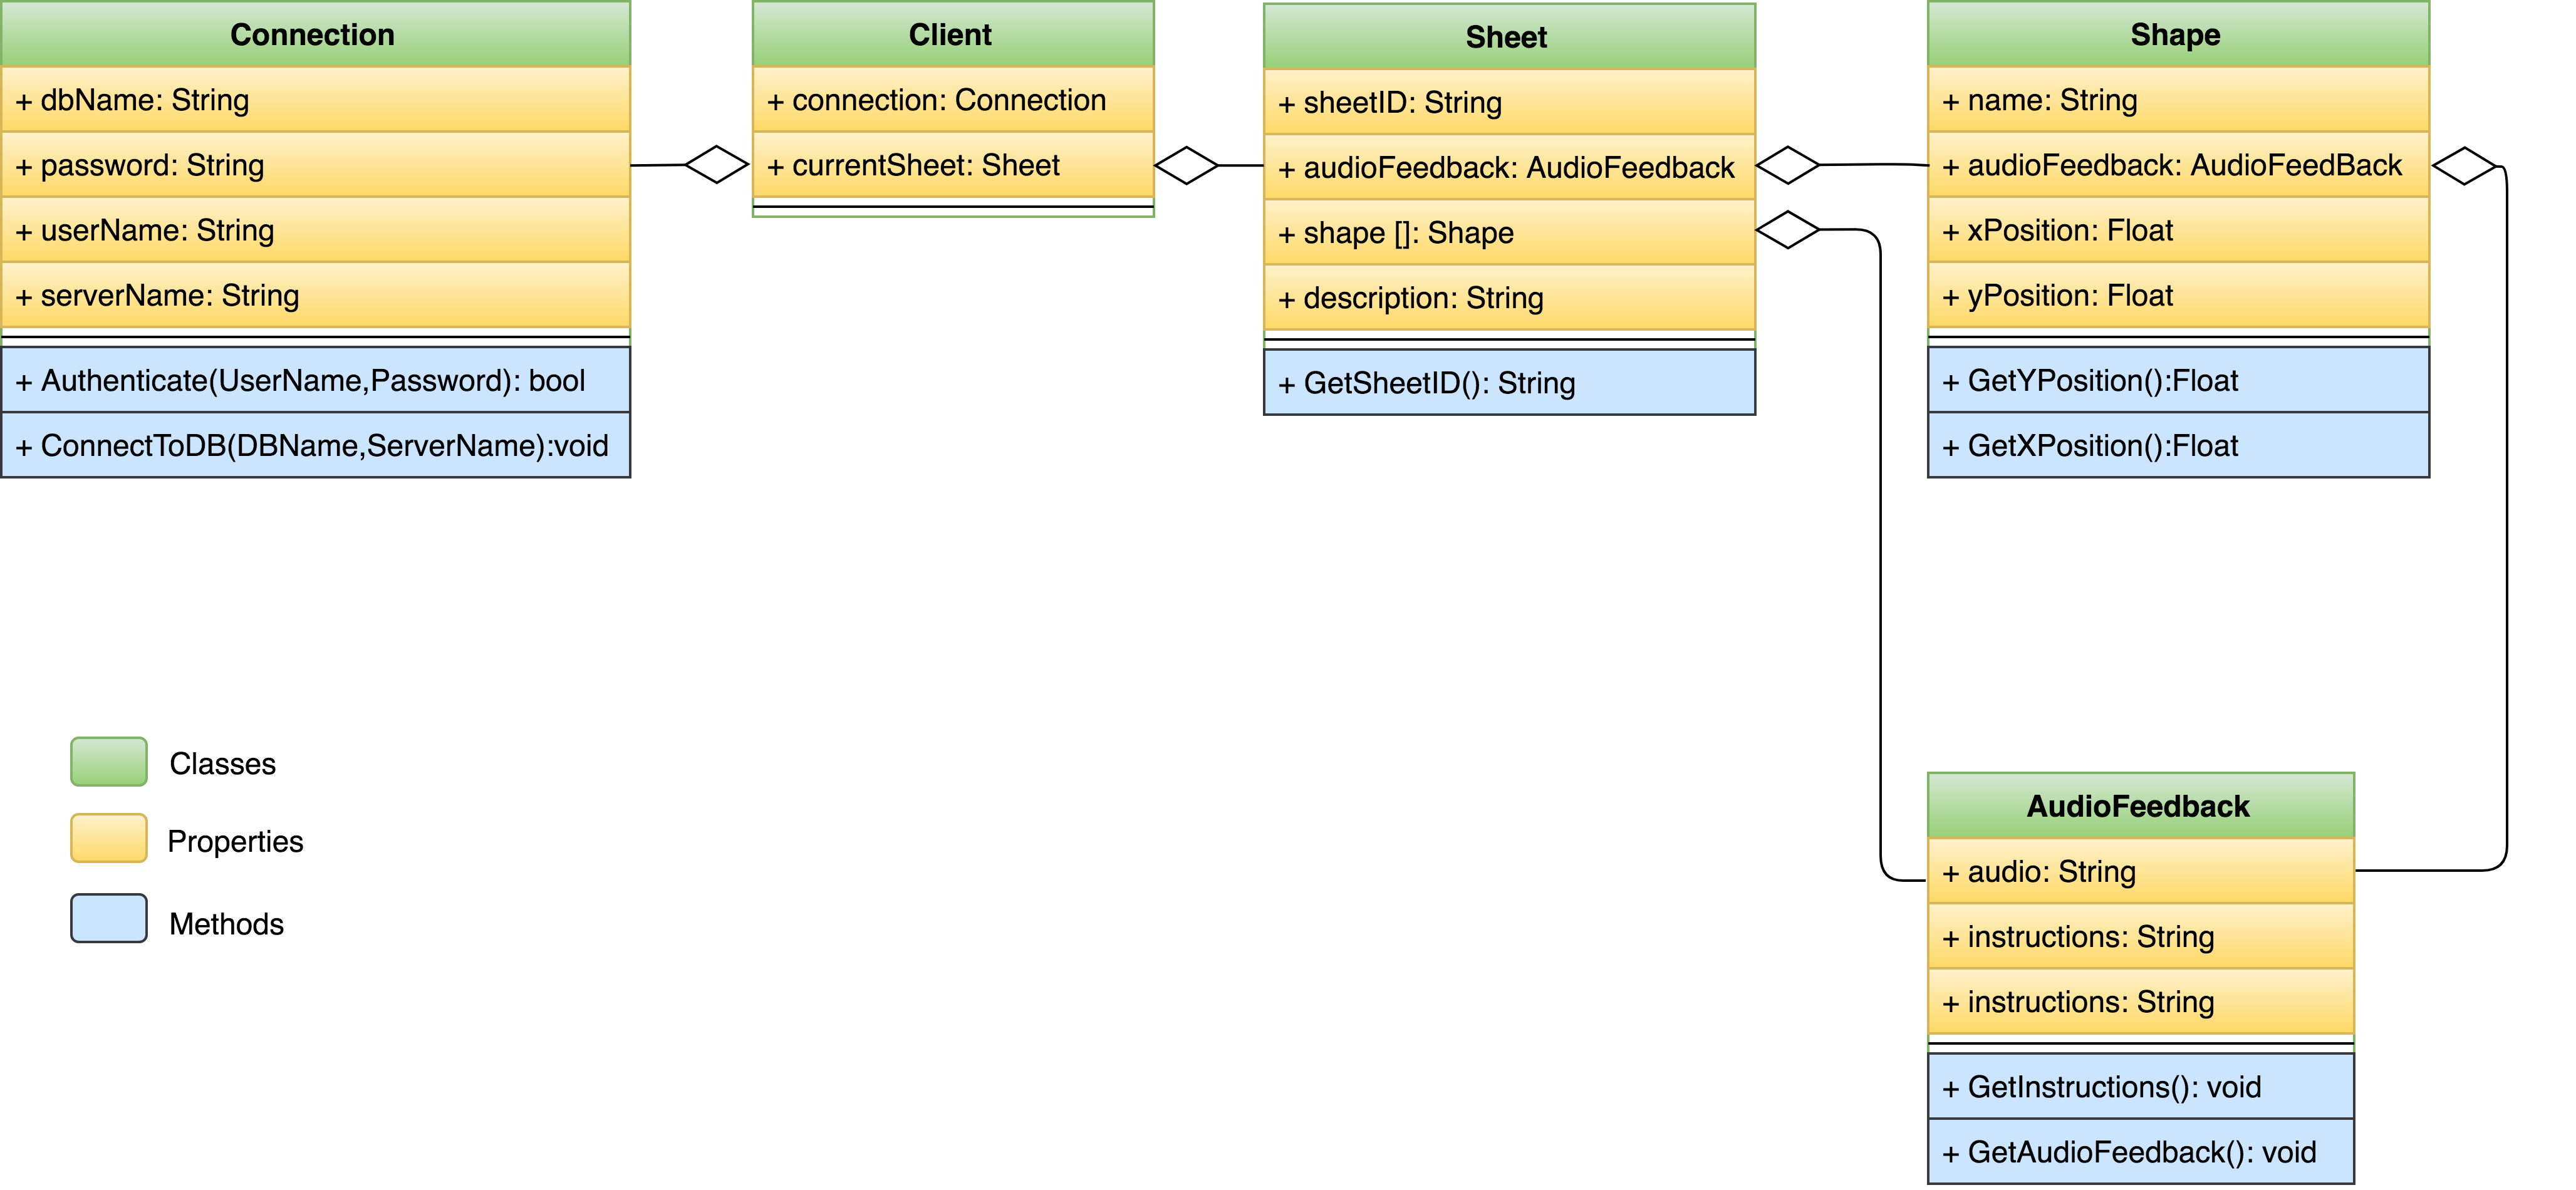 Connection
+ dbName: String
+ password: String
+ userName: String
+ serverName: String
+ Authenticate(UserName,Password): bool
+ ConnectToDB(DBName,ServerName):void
Client
+ connection: Connection
+ currentSheet: Sheet
Sheet
+ sheetID: String
+ audioFeedback: AudioFeedback
+ shape []: Shape
+ description: String
+ GetSheetID(): String
Shape
+ name: String
+ audioFeedback: AudioFeedBack
+ xPosition: Float
+ yPosition: Float
+ GetYPosition():Float
+ GetXPosition():Float
Classes
Properties
Methods
AudioFeedback
+ audio: String
+ instructions: String
+ instructions: String
+ GetInstructions(): void
+ GetAudioFeedback(): void